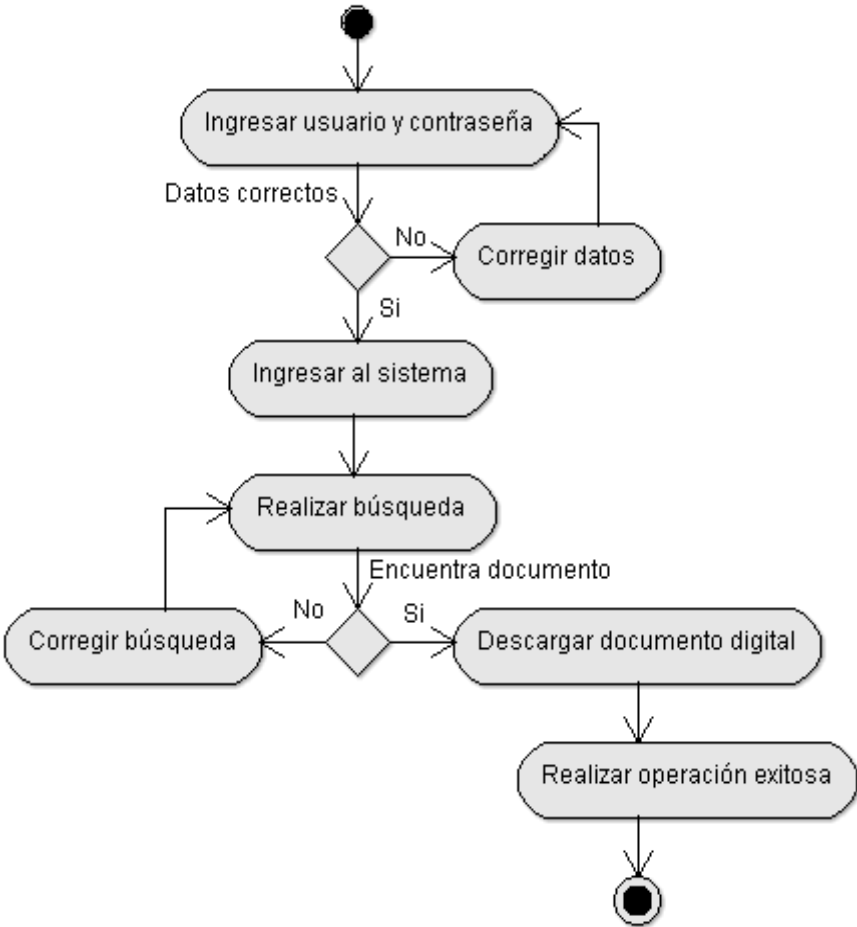 Ingresar usuario y contraseña
Datos correctos
No
Corregir datos
Si
Ingresar al sistema
Realizar búsqueda
Encuentra documento
No
Si
Corregir búsqueda
Descargar documento digital
Realizar operación exitosa